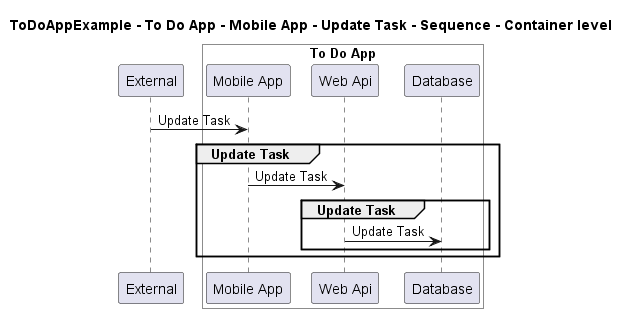 ToDoAppExample - To Do App - Mobile App - Update Task - Sequence - Container level
To Do App
External Mobile App Web Api Database
Update Task
Update Task
Update Task
Update Task
Update Task
External Mobile App Web Api Database